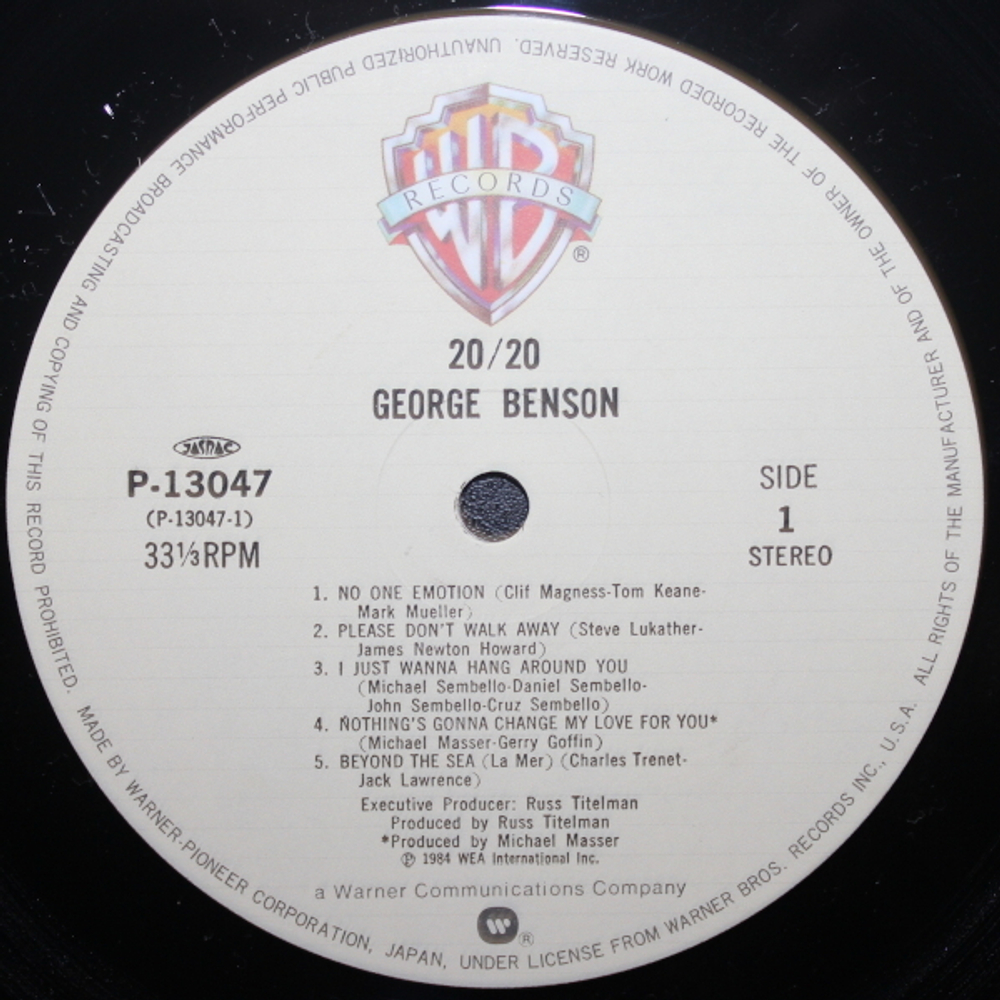 WB
RECORDS
®
20/20
GEORGE BENSON
JASRAC
P-13047
(P-13047-1)
33⅓ RPM
SIDE
1
STEREO
1. NO ONE EMOTION (Clif Magness-Tom Keane-
Mark Mueller)
2. PLEASE DON'T WALK AWAY (Steve Lukather-
James Newton Howard)
3. I JUST WANNA HANG AROUND YOU
(Michael Sembello-Daniel Sembello-
John Sembello-Cruz Sembello)
4. NOTHING'S GONNA CHANGE MY LOVE FOR YOU*
(Michael Masser-Gerry Goffin)
5. BEYOND THE SEA (La Mer) (Charles Trenet-
Jack Lawrence)
Executive Producer: Russ Titelman
Produced by Russ Titelman
*Produced by Michael Masser
℗ 1984 WEA International Inc.
a Warner Communications Company
®
MADE BY WARNER-PIONEER CORPORATION, JAPAN, UNDER LICENSE FROM WARNER BROS. RECORDS INC., U.S.A. ALL RIGHTS OF THE MANUFACTURER AND OF THE OWNER OF THE RECORDED WORK RESERVED. UNAUTHORIZED PUBLIC PERFORMANCE BROADCASTING AND COPYING OF THIS RECORD PROHIBITED.